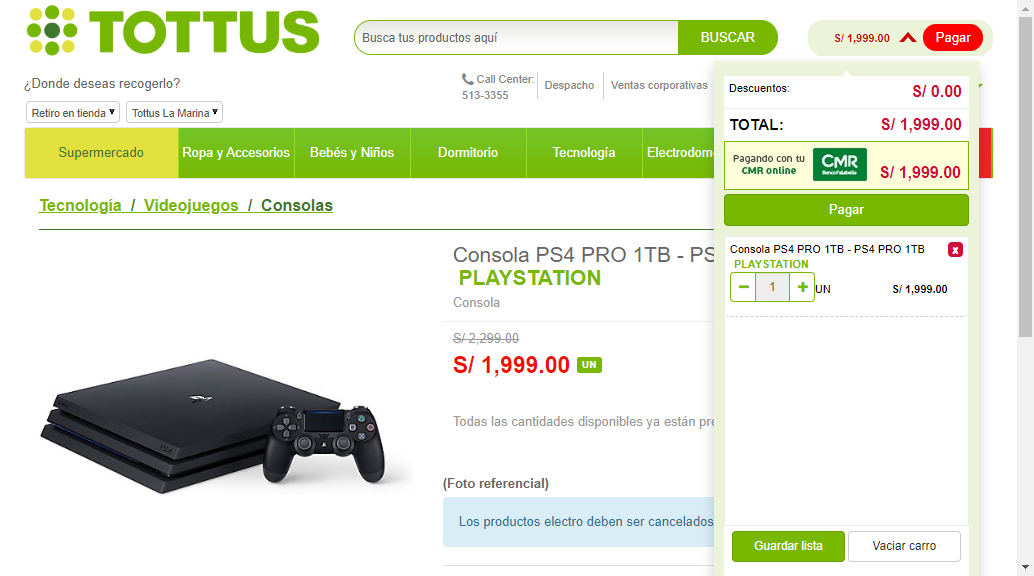 TOTTUS
Busca tus productos aquí
BUSCAR
S/ 1,999.00
Pagar
¿Donde deseas recogerlo?
Call Center:
513-3355
Despacho
Ventas corporativas
Retiro en tienda
Tottus La Marina
Supermercado
Ropa y Accesorios
Bebés y Niños
Dormitorio
Tecnología
Electrodom
Tecnología / Videojuegos / Consolas
Consola PS4 PRO 1TB - PS
PLAYSTATION
Consola
S/ 2,299.00
S/ 1,999.00 UN
Todas las cantidades disponibles ya están pre
(Foto referencial)
Los productos electro deben ser cancelados
Descuentos:
S/ 0.00
TOTAL:
S/ 1,999.00
Pagando con tu
CMR online
CMR
Banco Falabella
S/ 1,999.00
Pagar
Consola PS4 PRO 1TB - PS4 PRO 1TB
x
PLAYSTATION
− 1 + UN
S/ 1,999.00
Guardar lista
Vaciar carro